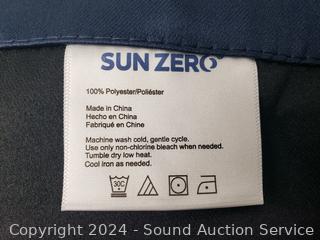 SUN ZERO
100% Polyester/Poliéster
Made in China
Hecho en China
Fabriqué en Chine
Machine wash cold, gentle cycle.
Use only non-chlorine bleach when needed.
Tumble dry low heat.
Cool iron as needed.
30C
Copyright © 2024 - Sound Auction Service